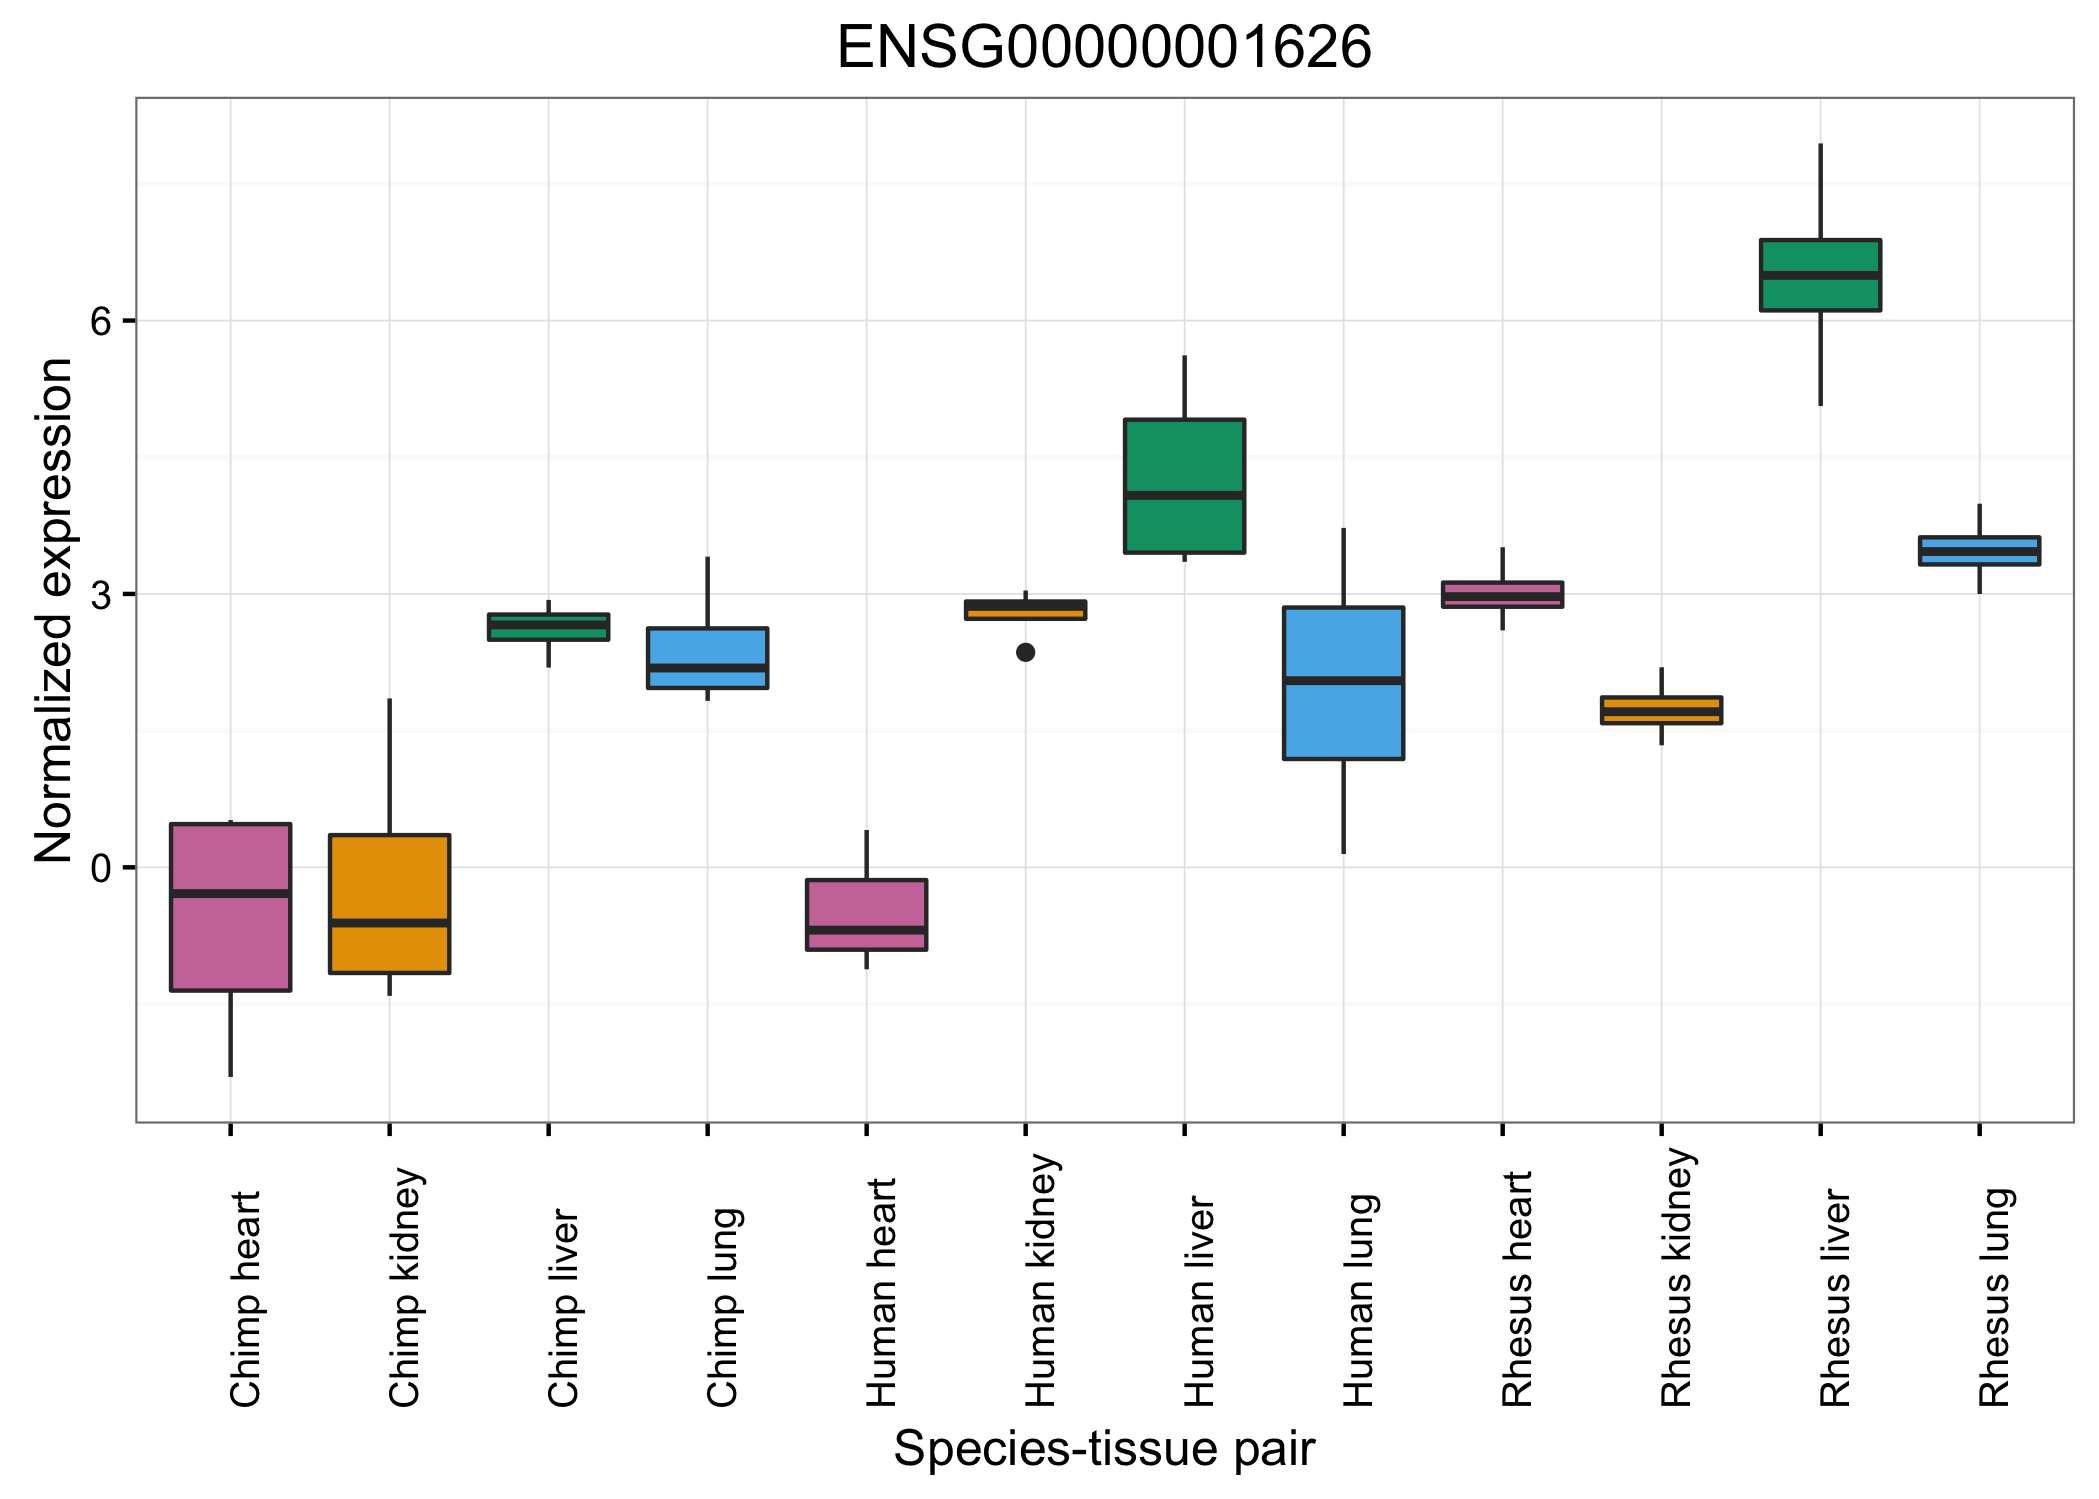 ENSG00000001626
Normalized expression
6
3
0
Chimp heart
Chimp kidney
Chimp liver
Chimp lung
Human heart
Human kidney
Human liver
Human lung
Rhesus heart
Rhesus kidney
Rhesus liver
Rhesus lung
Species-tissue pair